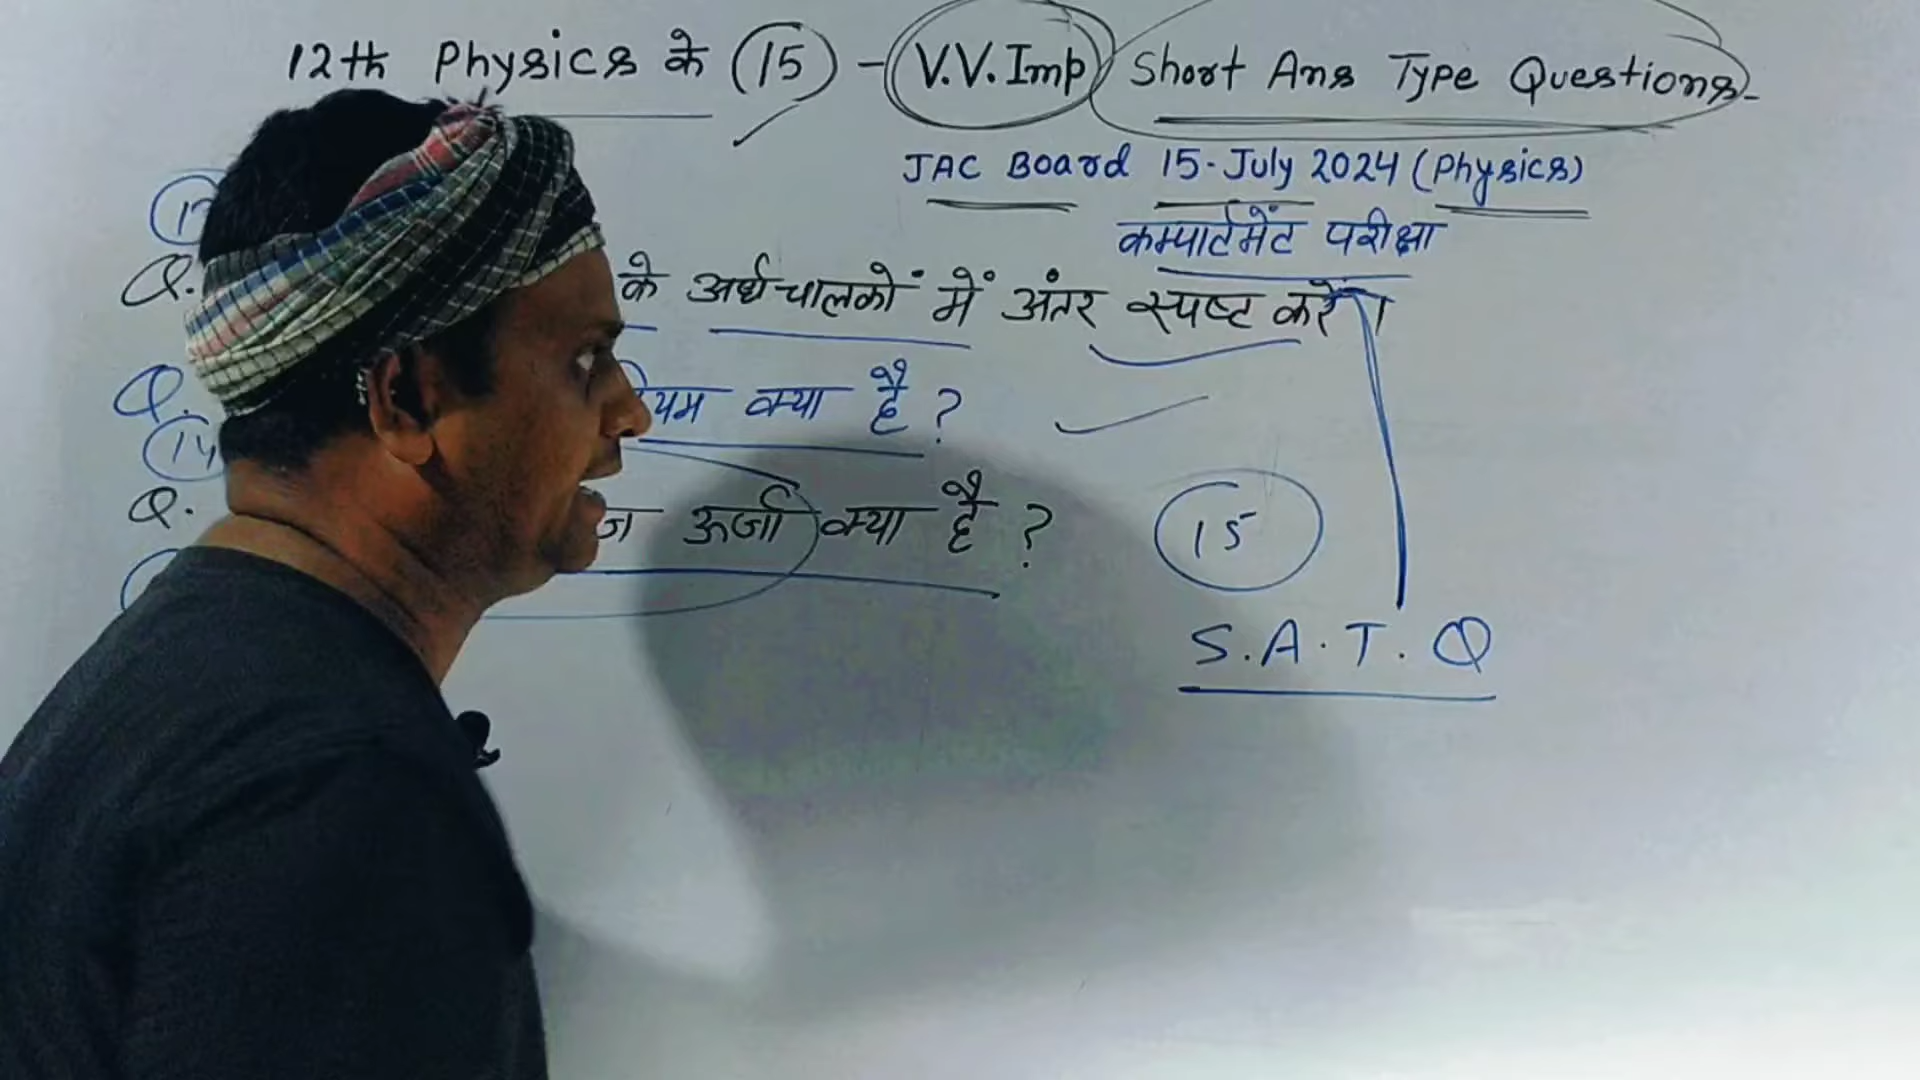 12th Physics के 15 - V.V. Imp Short Ans Type Questions-
JAC Board 15-July 2024 (Physics)
कम्पार्टमेंट परीक्षा
Q. के अर्धचालकों में अंतर स्पष्ट करें।
Q. क्या है ?
14
Q. ऊर्जा क्या है ?
15
S.A.T.Q